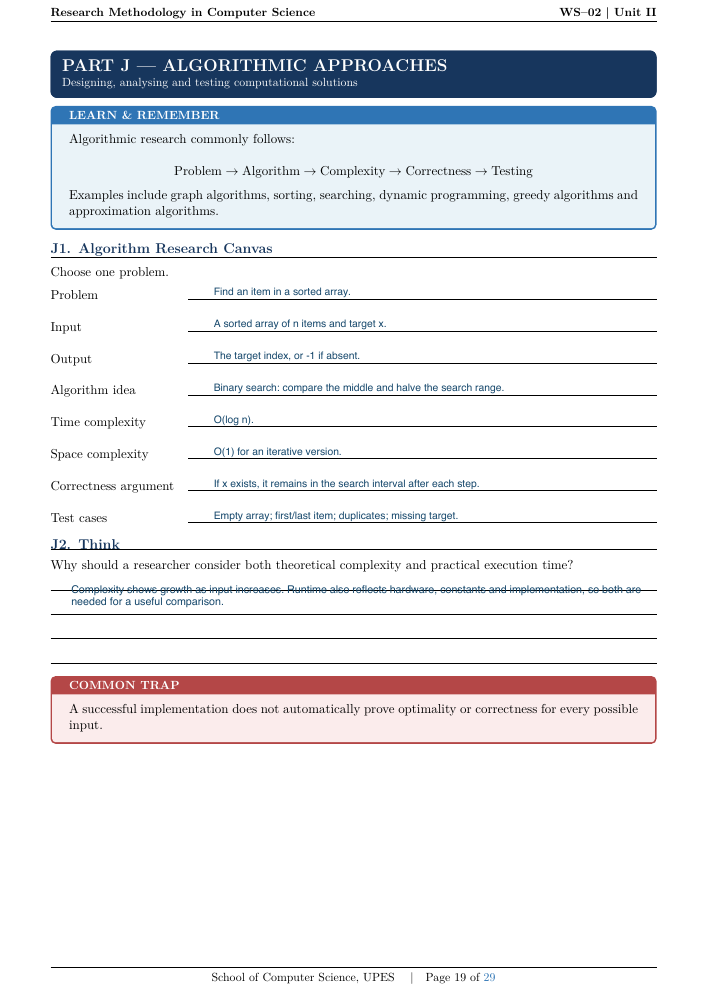 Research Methodology in Computer Science WS–02 | Unit II
PART J — ALGORITHMIC APPROACHES
Designing, analysing and testing computational solutions
LEARN & REMEMBER
Algorithmic research commonly follows:
Problem → Algorithm → Complexity → Correctness → Testing
Examples include graph algorithms, sorting, searching, dynamic programming, greedy algorithms and
approximation algorithms.
J1. Algorithm Research Canvas
Choose one problem.
Problem Find an item in a sorted array.
Input A sorted array of n items and target x.
Output The target index, or -1 if absent.
Algorithm idea Binary search: compare the middle and halve the search range.
Time complexity O(log n).
Space complexity O(1) for an iterative version.
Correctness argument If x exists, it remains in the search interval after each step.
Test cases Empty array; first/last item; duplicates; missing target.
J2. Think
Why should a researcher consider both theoretical complexity and practical execution time?
Complexity shows growth as input increases. Runtime also reflects hardware, constants and implementation, so both are
needed for a useful comparison.
COMMON TRAP
A successful implementation does not automatically prove optimality or correctness for every possible
input.
School of Computer Science, UPES | Page 19 of 29